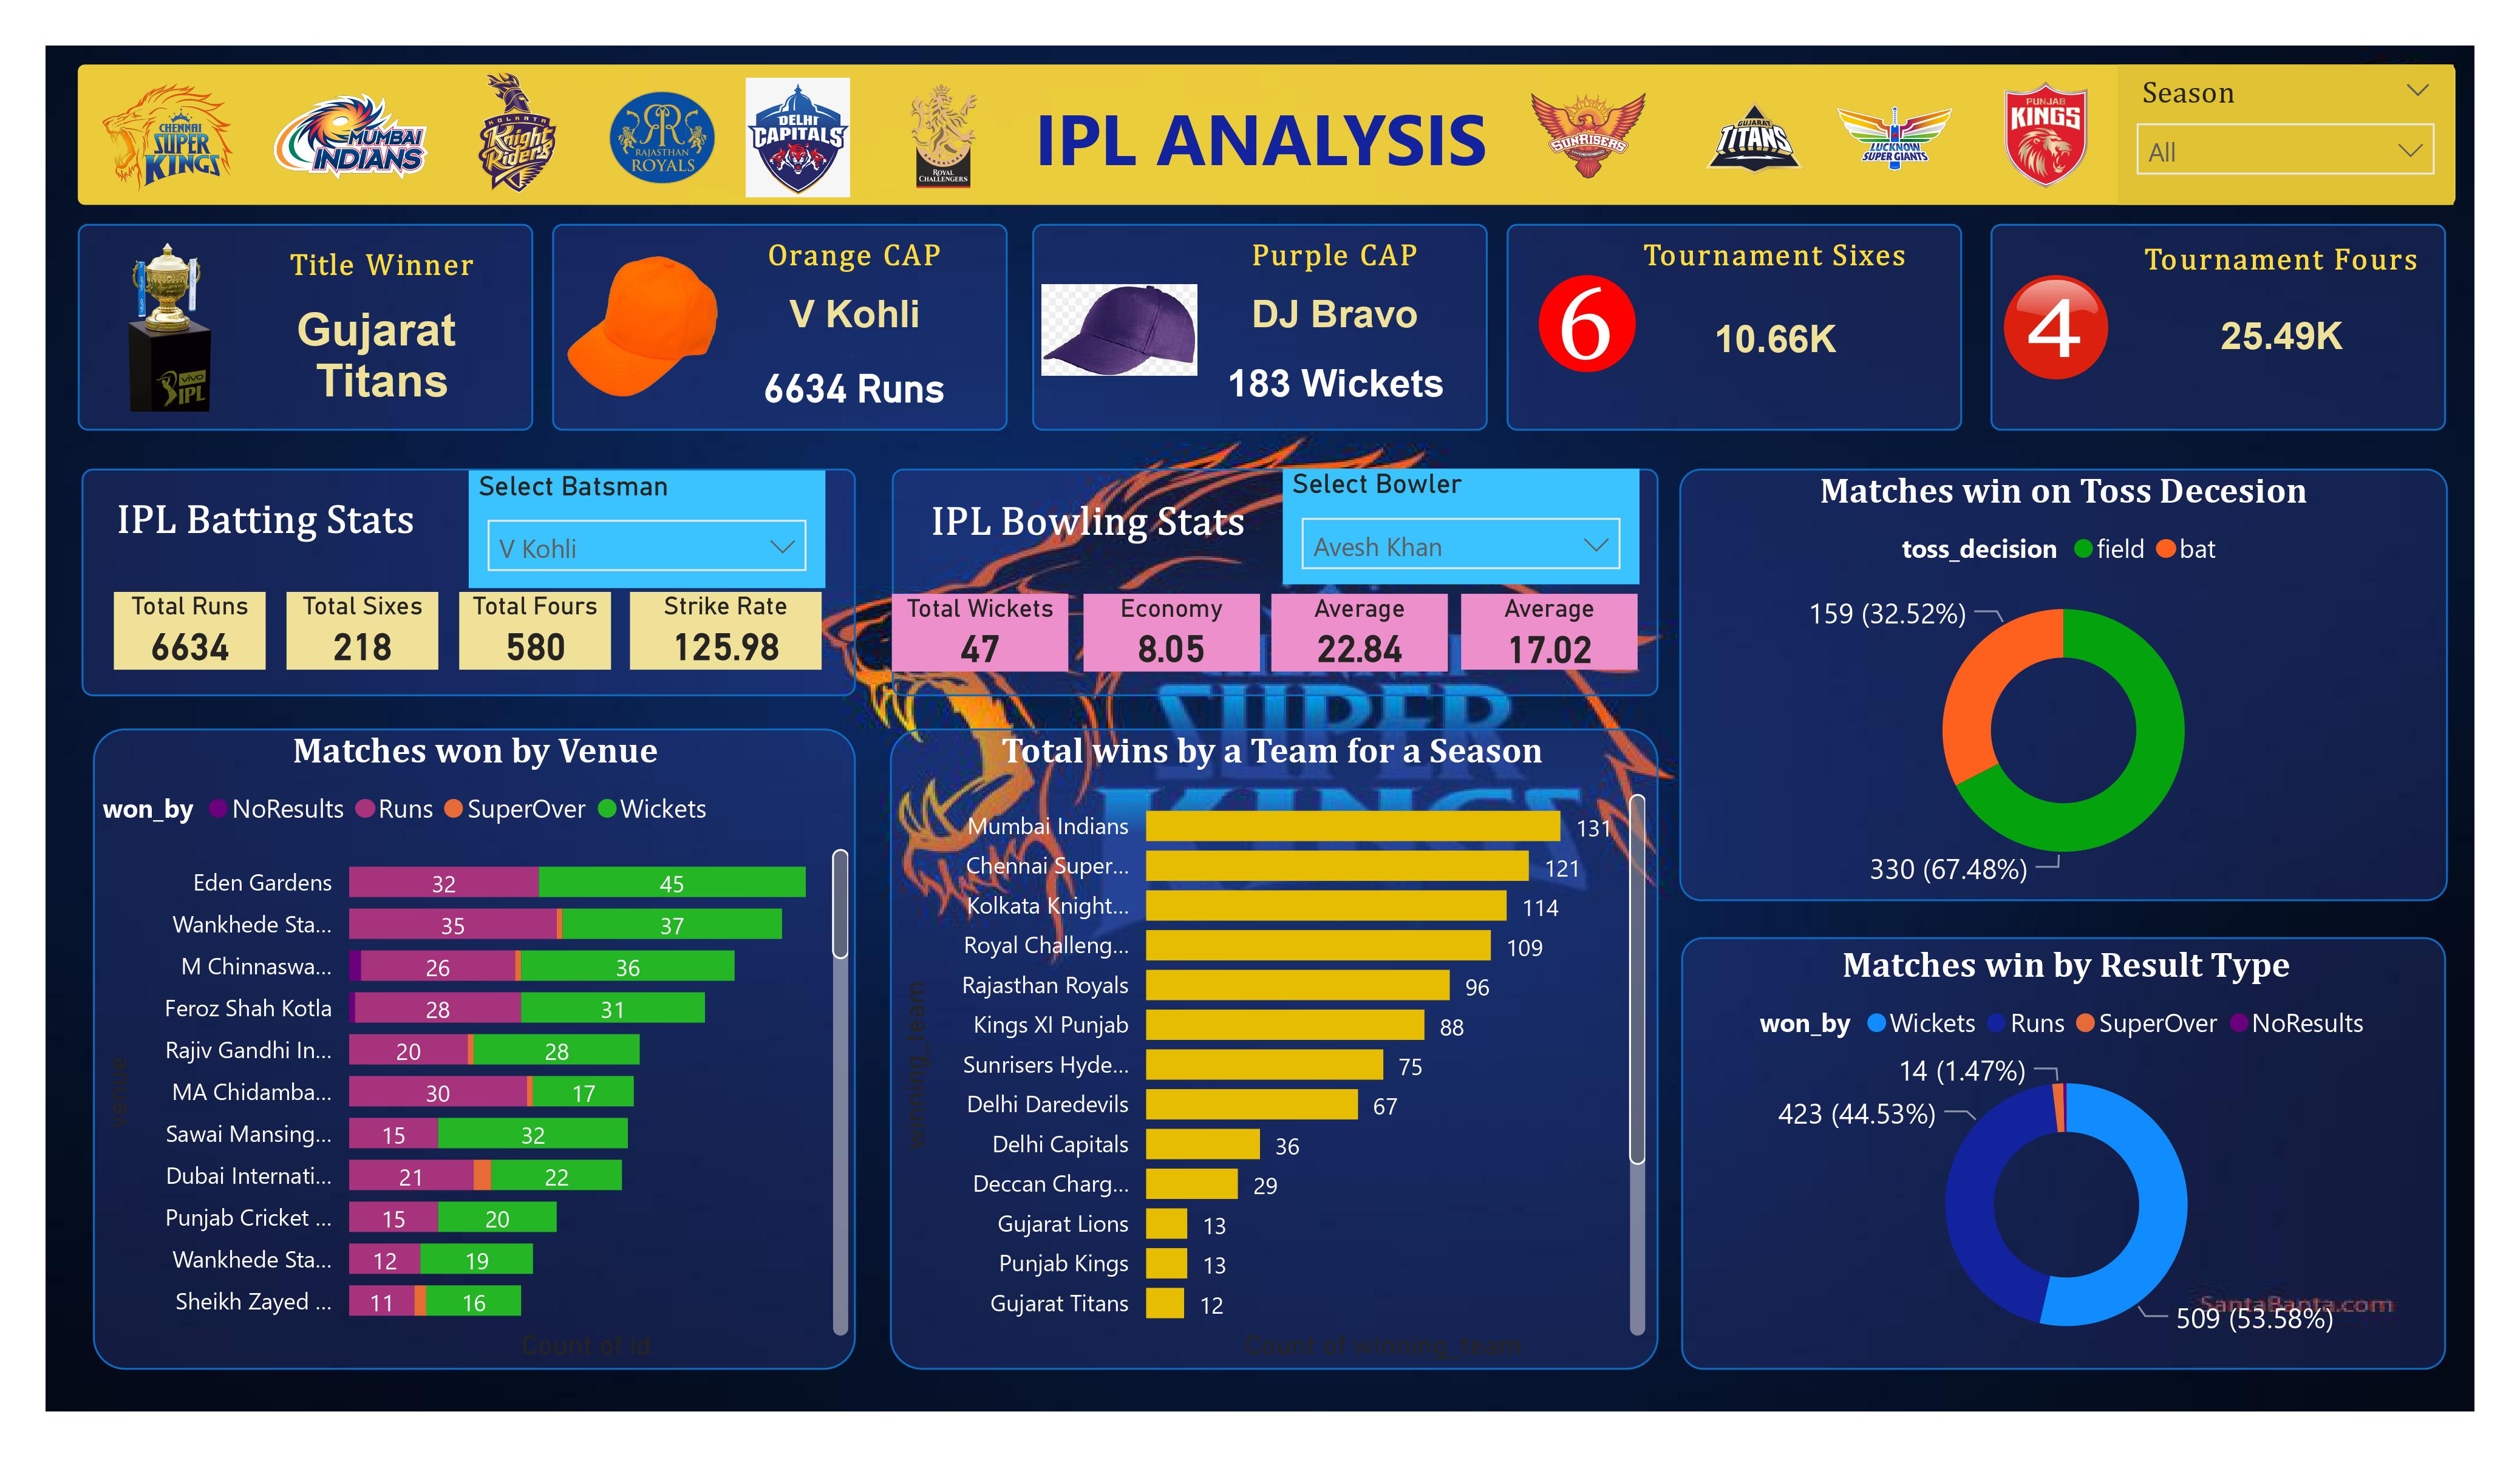 CHENNAI
SUPER
KINGS
MUMBAI
INDIANS
KOLKATA
Knight
Riders
RR
RAJASTHAN
ROYALS
DELHI
CAPITALS
ROYAL
CHALLENGERS
IPL ANALYSIS
SUNRISERS
GUJARAT
TITANS
LUCKNOW
SUPER GIANTS
PUNJAB
KINGS
Season
All
Title Winner
Gujarat
Titans
vivo
IPL
Orange CAP
V Kohli
6634 Runs
Purple CAP
DJ Bravo
183 Wickets
Tournament Sixes
6
10.66K
Tournament Fours
4
25.49K
IPL Batting Stats
Select Batsman
V Kohli
Total Runs
6634
Total Sixes
218
Total Fours
580
Strike Rate
125.98
IPL Bowling Stats
Select Bowler
Avesh Khan
Total Wickets
47
Economy
8.05
Average
22.84
Average
17.02
CHENNAI
SUPER
KINGS
Matches win on Toss Decesion
toss_decision field bat
159 (32.52%)
330 (67.48%)
Matches won by Venue
won_by NoResults Runs SuperOver Wickets
venue
Eden Gardens 32 45
Wankhede Sta... 35 37
M Chinnaswa... 26 36
Feroz Shah Kotla 28 31
Rajiv Gandhi In... 20 28
MA Chidamba... 30 17
Sawai Mansing... 15 32
Dubai Internati... 21 22
Punjab Cricket ... 15 20
Wankhede Sta... 12 19
Sheikh Zayed ... 11 16
Count of id
Total wins by a Team for a Season
winning_team
Mumbai Indians 131
Chennai Super... 121
Kolkata Knight... 114
Royal Challeng... 109
Rajasthan Royals 96
Kings XI Punjab 88
Sunrisers Hyde... 75
Delhi Daredevils 67
Delhi Capitals 36
Deccan Charg... 29
Gujarat Lions 13
Punjab Kings 13
Gujarat Titans 12
Count of winning_team
Matches win by Result Type
won_by Wickets Runs SuperOver NoResults
14 (1.47%)
423 (44.53%)
SantaBanta.com
509 (53.58%)